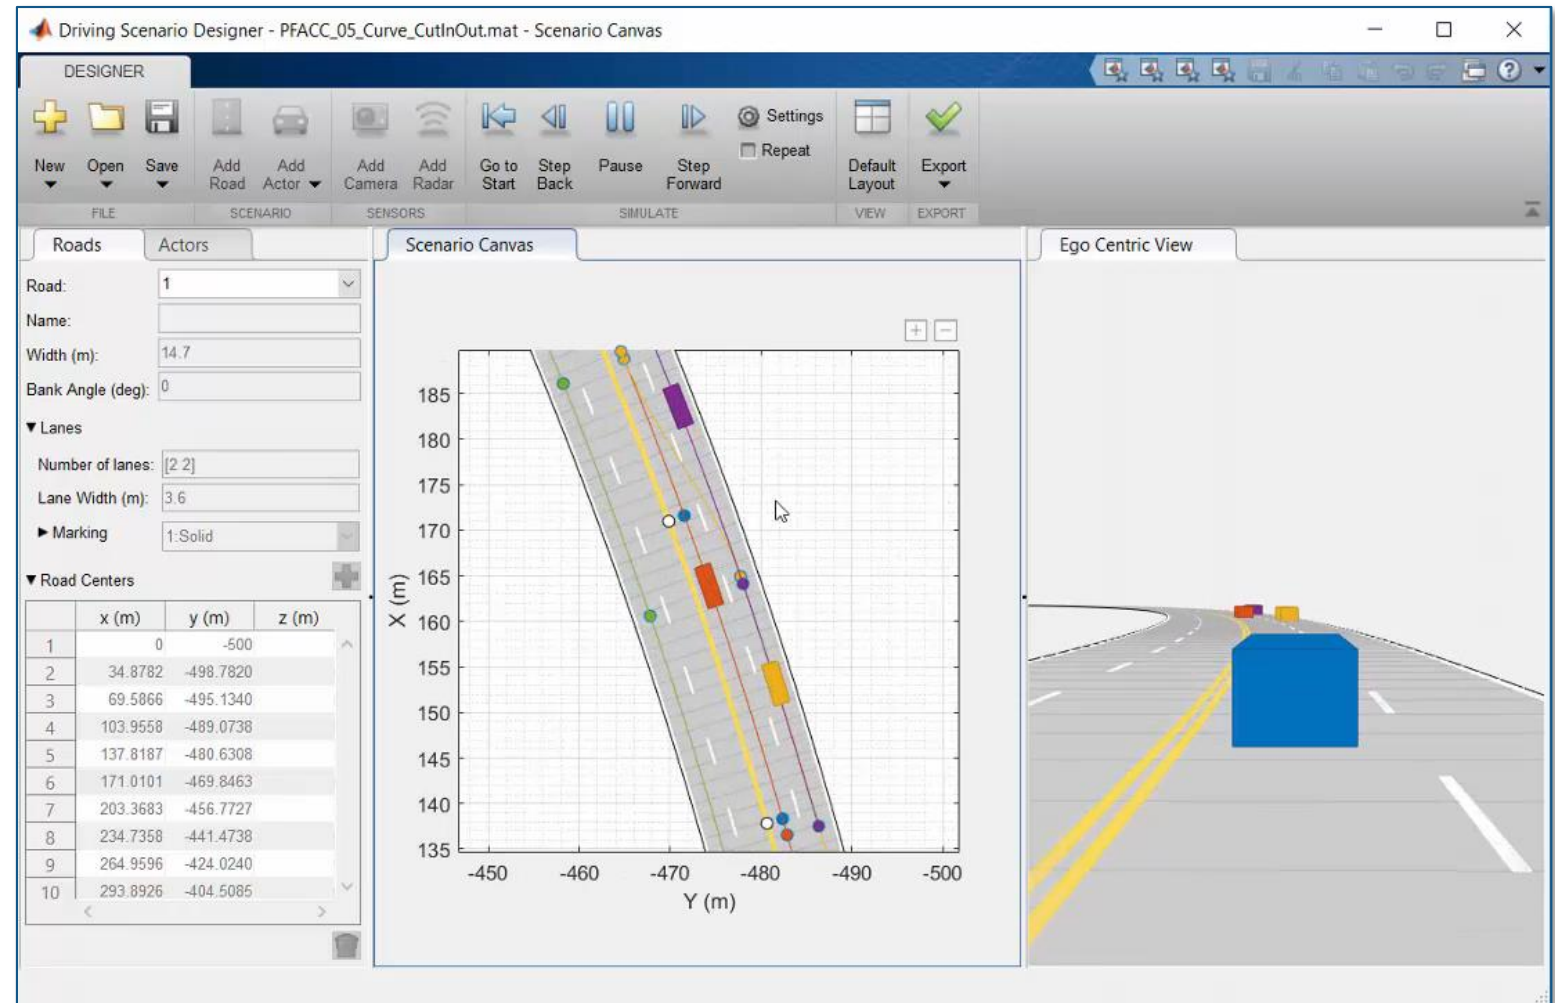 Driving Scenario Designer - PFACC_05_Curve_CutInOut.mat - Scenario Canvas
DESIGNER
New
Open
Save
Add Road
Add Actor
Add Camera
Add Radar
Go to Start
Step Back
Pause
Step Forward
Settings
Repeat
Default Layout
Export
FILE
SCENARIO
SENSORS
SIMULATE
VIEW
EXPORT
Roads
Actors
Road: 1
Name:
Width (m): 14.7
Bank Angle (deg): 0
Lanes
Number of lanes: [2 2]
Lane Width (m): 3.6
Marking 1:Solid
Road Centers
x (m) y (m) z (m)
1 0 -500
2 34.8782 -498.7820
3 69.5866 -495.1340
4 103.9558 -489.0738
5 137.8187 -480.6308
6 171.0101 -469.8463
7 203.3683 -456.7727
8 234.7358 -441.4738
9 264.9596 -424.0240
10 293.8926 -404.5085
Scenario Canvas
185
180
175
170
165
160
155
150
145
140
135
X (m)
-450 -460 -470 -480 -490 -500
Y (m)
Ego Centric View